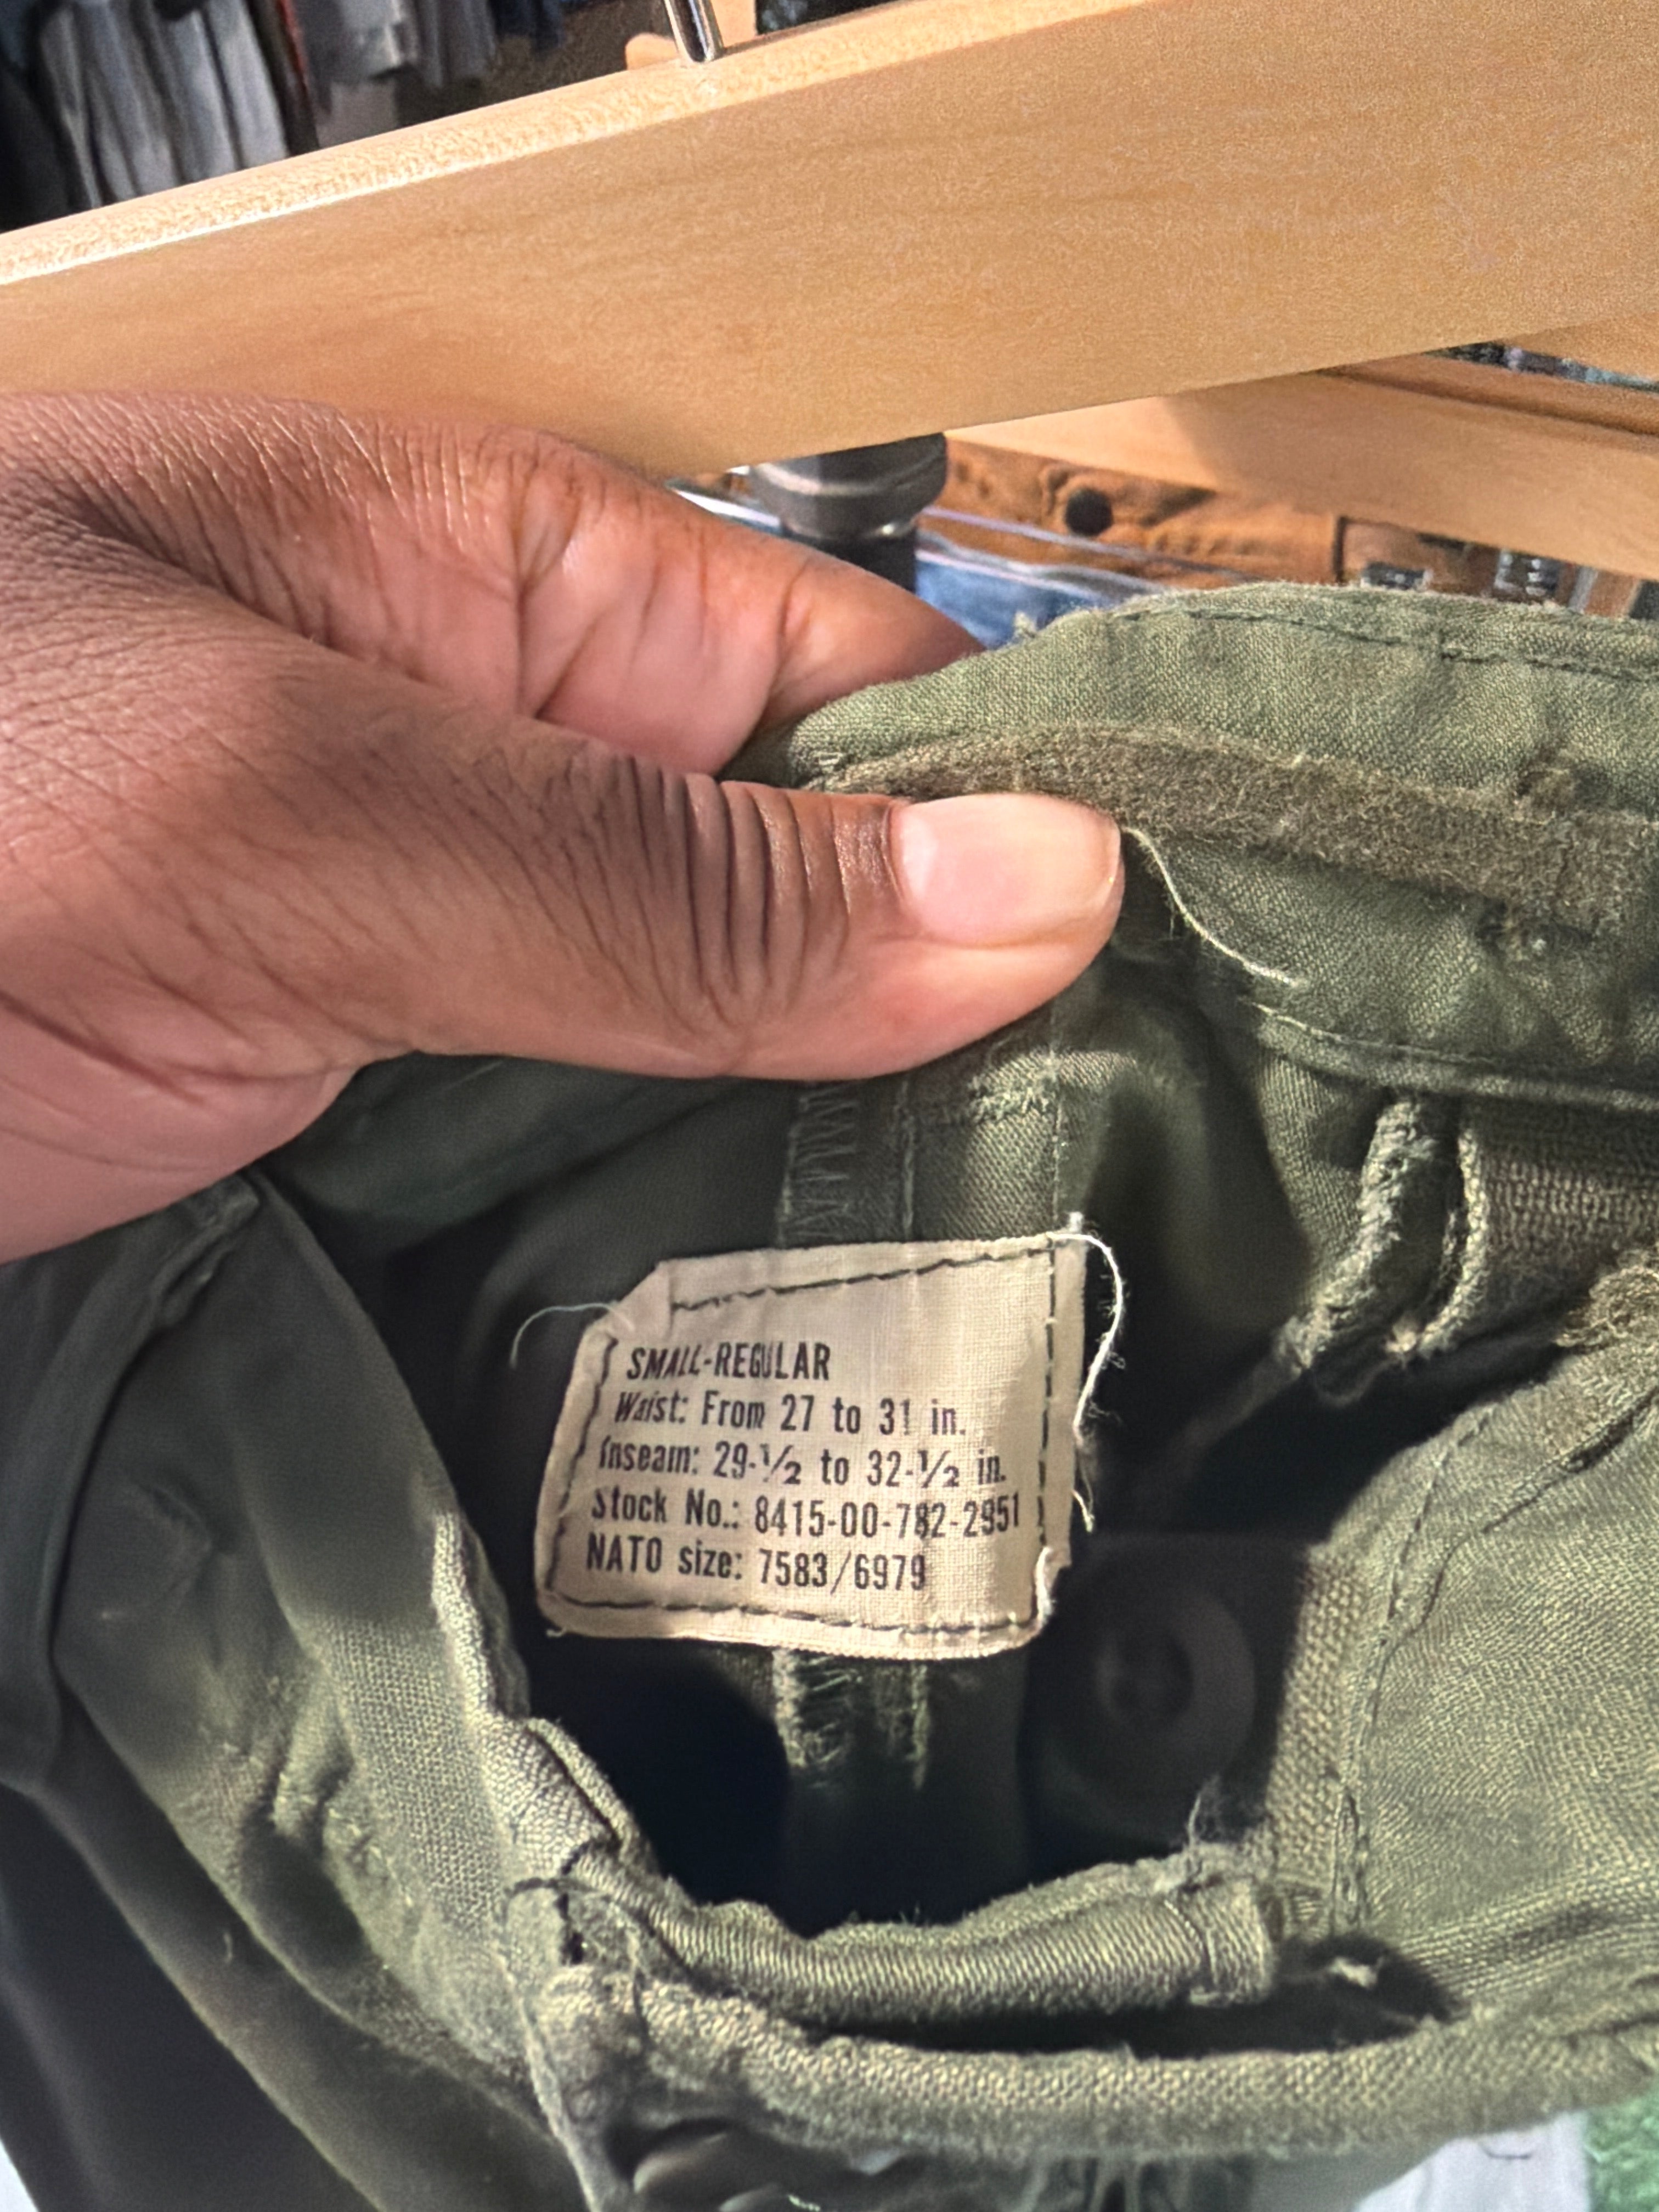 SMALL-REGULAR
Waist: From 27 to 31 in.
Inseam: 29-½ to 32-½ in.
Stock No.: 8415-00-782-2951
NATO size: 7583/6979